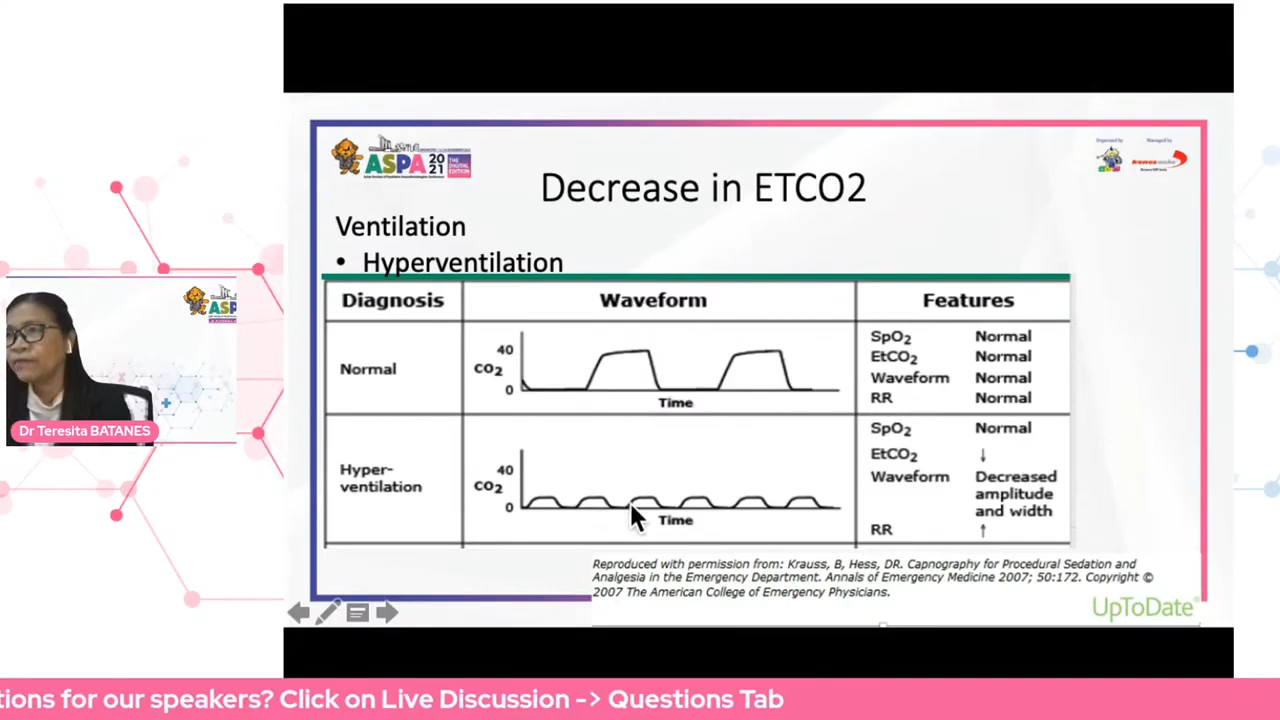 ASPA 20
21
THE
DIGITAL
EDITION
Organized by
Managed by
Decrease in ETCO2
Ventilation
• Hyperventilation
Diagnosis Waveform Features
Normal
40
CO₂
0
Time
SpO₂ Normal
EtCO₂ Normal
Waveform Normal
RR Normal
Hyper-
ventilation
40
CO₂
0
Time
SpO₂ Normal
EtCO₂ ↓
Waveform Decreased
amplitude
and width
RR ↑
Reproduced with permission from: Krauss, B, Hess, DR. Capnography for Procedural Sedation and
Analgesia in the Emergency Department. Annals of Emergency Medicine 2007; 50:172. Copyright ©
2007 The American College of Emergency Physicians.
UpToDate®
ASP
Dr Teresita BATANES
tions for our speakers? Click on Live Discussion -> Questions Tab